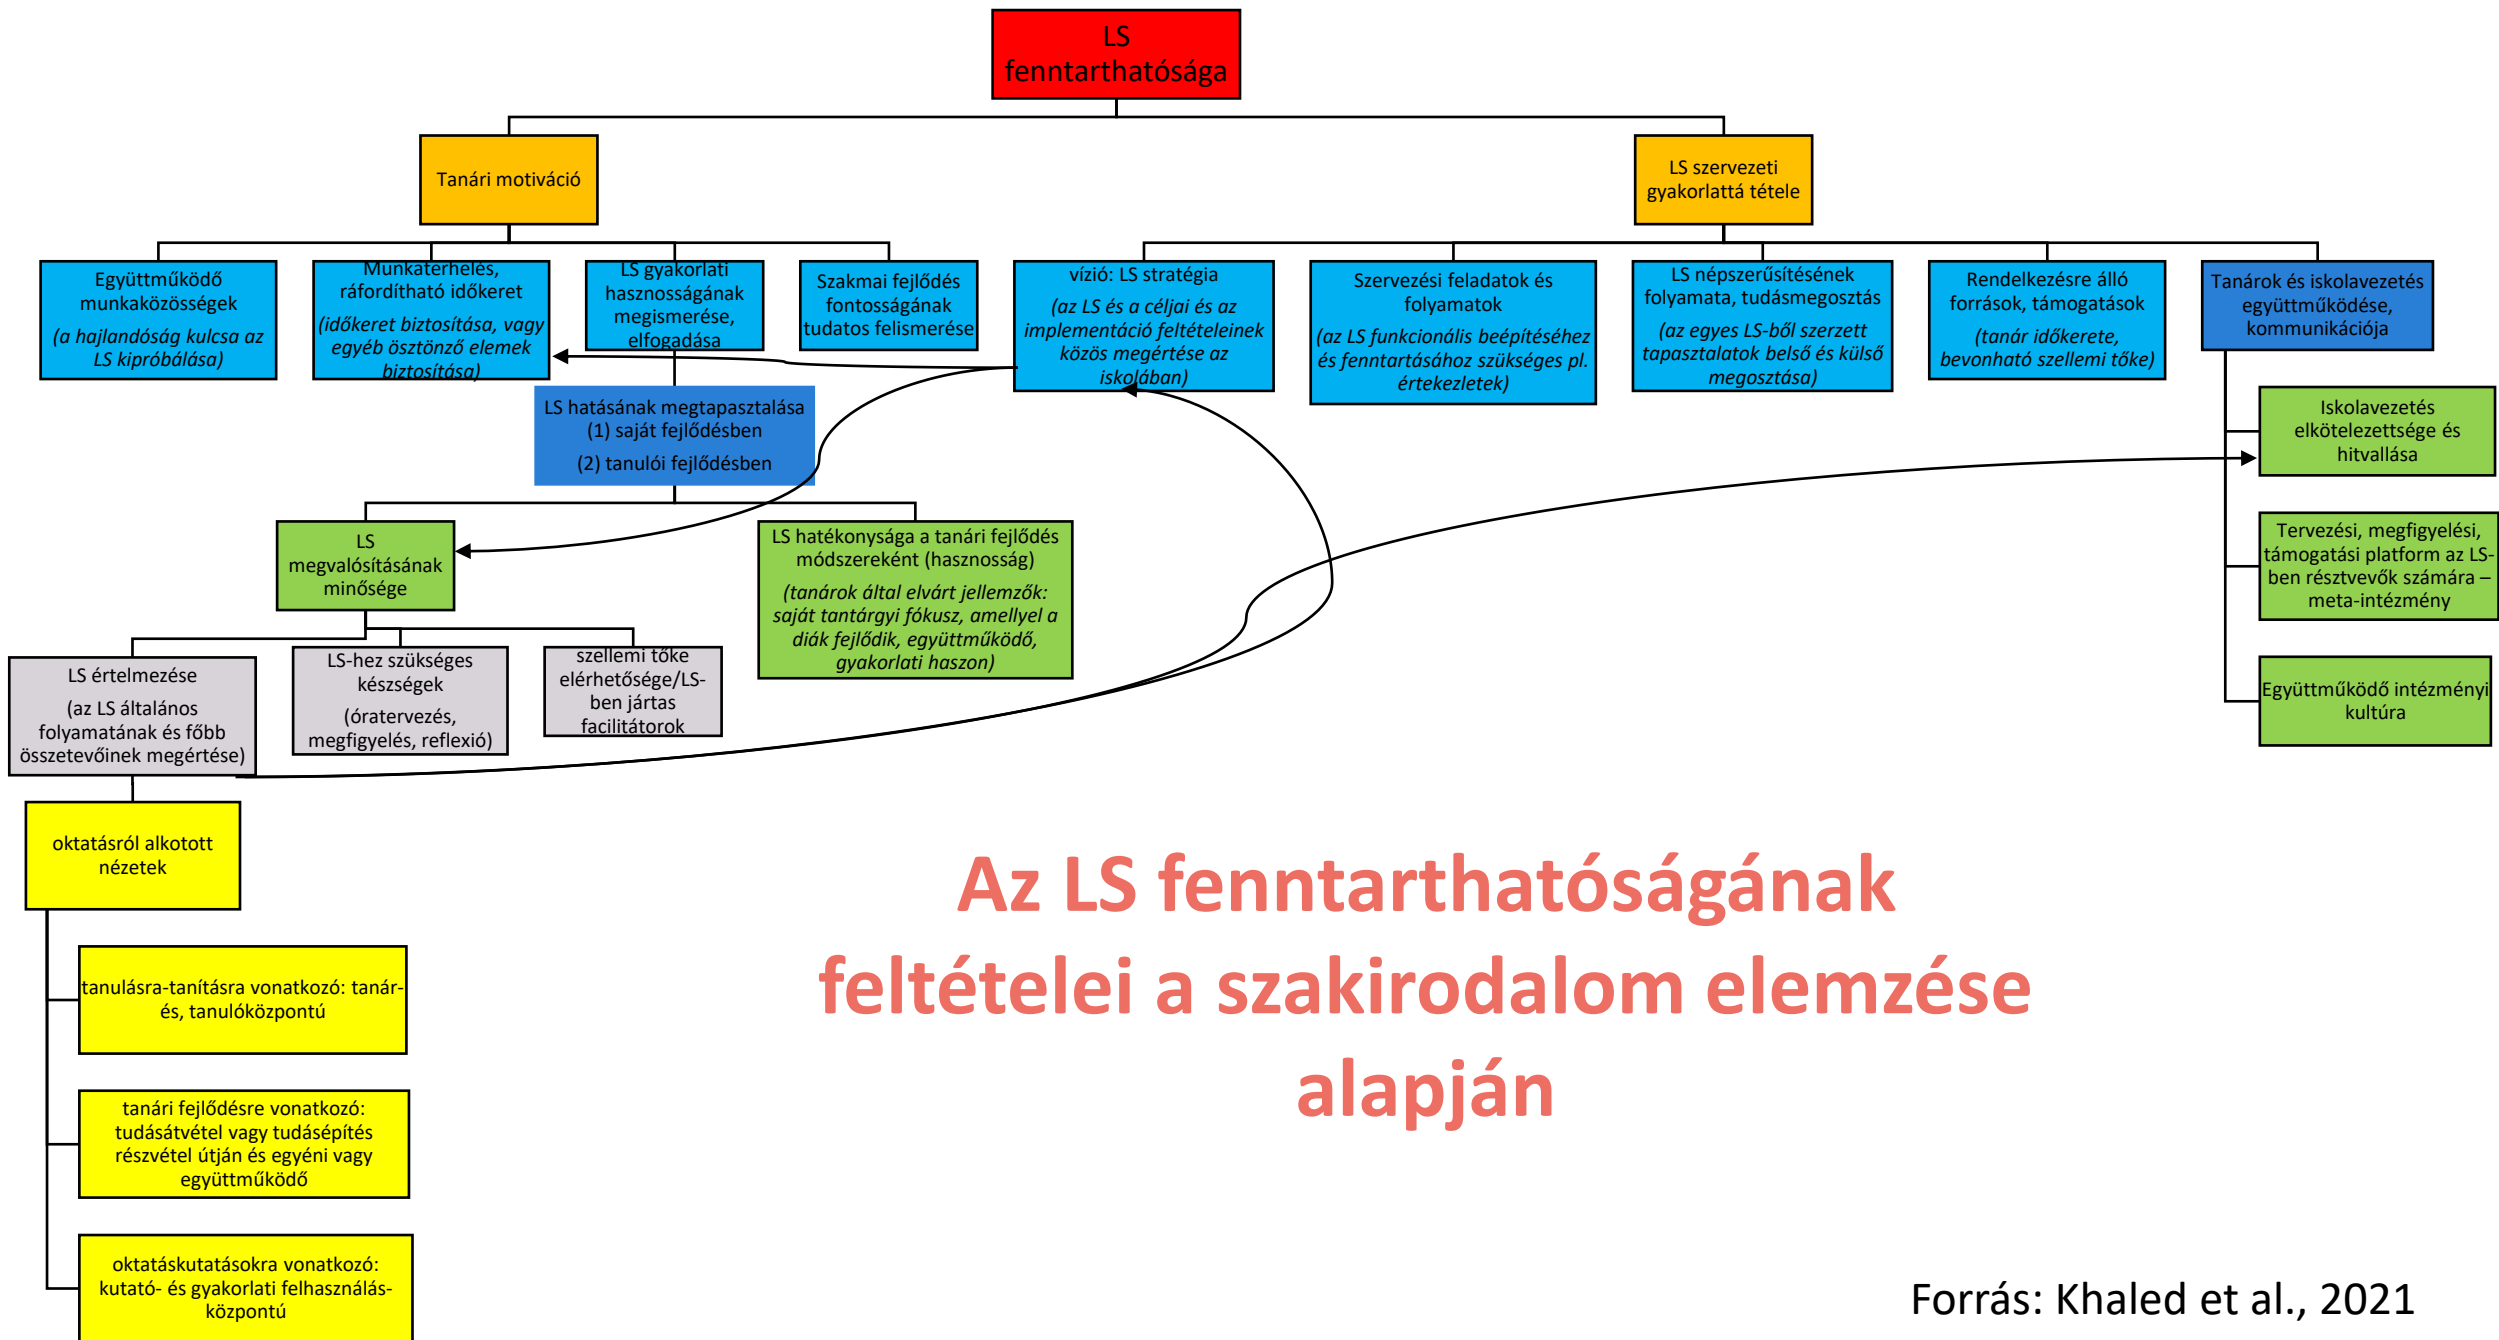 LS
fenntarthatósága
Tanári motiváció
LS szervezeti
gyakorlattá tétele
Együttműködő
munkaközösségek
(a hajlandóság kulcsa az
LS kipróbálása)
Munkaterhelés,
ráfordítható időkeret
(időkeret biztosítása, vagy
egyéb ösztönző elemek
biztosítása)
LS gyakorlati
hasznosságának
megismerése,
elfogadása
Szakmai fejlődés
fontosságának
tudatos felismerése
vízió: LS stratégia
(az LS és a céljai és az
implementáció feltételeinek
közös megértése az
iskolában)
Szervezési feladatok és
folyamatok
(az LS funkcionális beépítéséhez
és fenntartásához szükséges pl.
értekezletek)
LS népszerűsítésének
folyamata, tudásmegosztás
(az egyes LS-ből szerzett
tapasztalatok belső és külső
megosztása)
Rendelkezésre álló
források, támogatások
(tanár időkerete,
bevonható szellemi tőke)
Tanárok és iskolavezetés
együttműködése,
kommunikációja
LS hatásának megtapasztalása
(1) saját fejlődésben
(2) tanulói fejlődésben
Iskolavezetés
elkötelezettsége és
hitvallása
LS
megvalósításának
minősége
LS hatékonysága a tanári fejlődés
módszereként (hasznosság)
(tanárok által elvárt jellemzők:
saját tantárgyi fókusz, amellyel a
diák fejlődik, együttműködő,
gyakorlati haszon)
Tervezési, megfigyelési,
támogatási platform az LS-
ben résztvevők számára –
meta-intézmény
LS értelmezése
(az LS általános
folyamatának és főbb
összetevőinek megértése)
LS-hez szükséges
készségek
(óratervezés,
megfigyelés, reflexió)
szellemi tőke
elérhetősége/LS-
ben jártas
facilitátorok
Együttműködő intézményi
kultúra
oktatásról alkotott
nézetek
tanulásra-tanításra vonatkozó: tanár-
és, tanulóközpontú
tanári fejlődésre vonatkozó:
tudásátvétel vagy tudásépítés
részvétel útján és egyéni vagy
együttműködő
oktatáskutatásokra vonatkozó:
kutató- és gyakorlati felhasználás-
központú
Az LS fenntarthatóságának
feltételei a szakirodalom elemzése
alapján
Forrás: Khaled et al., 2021